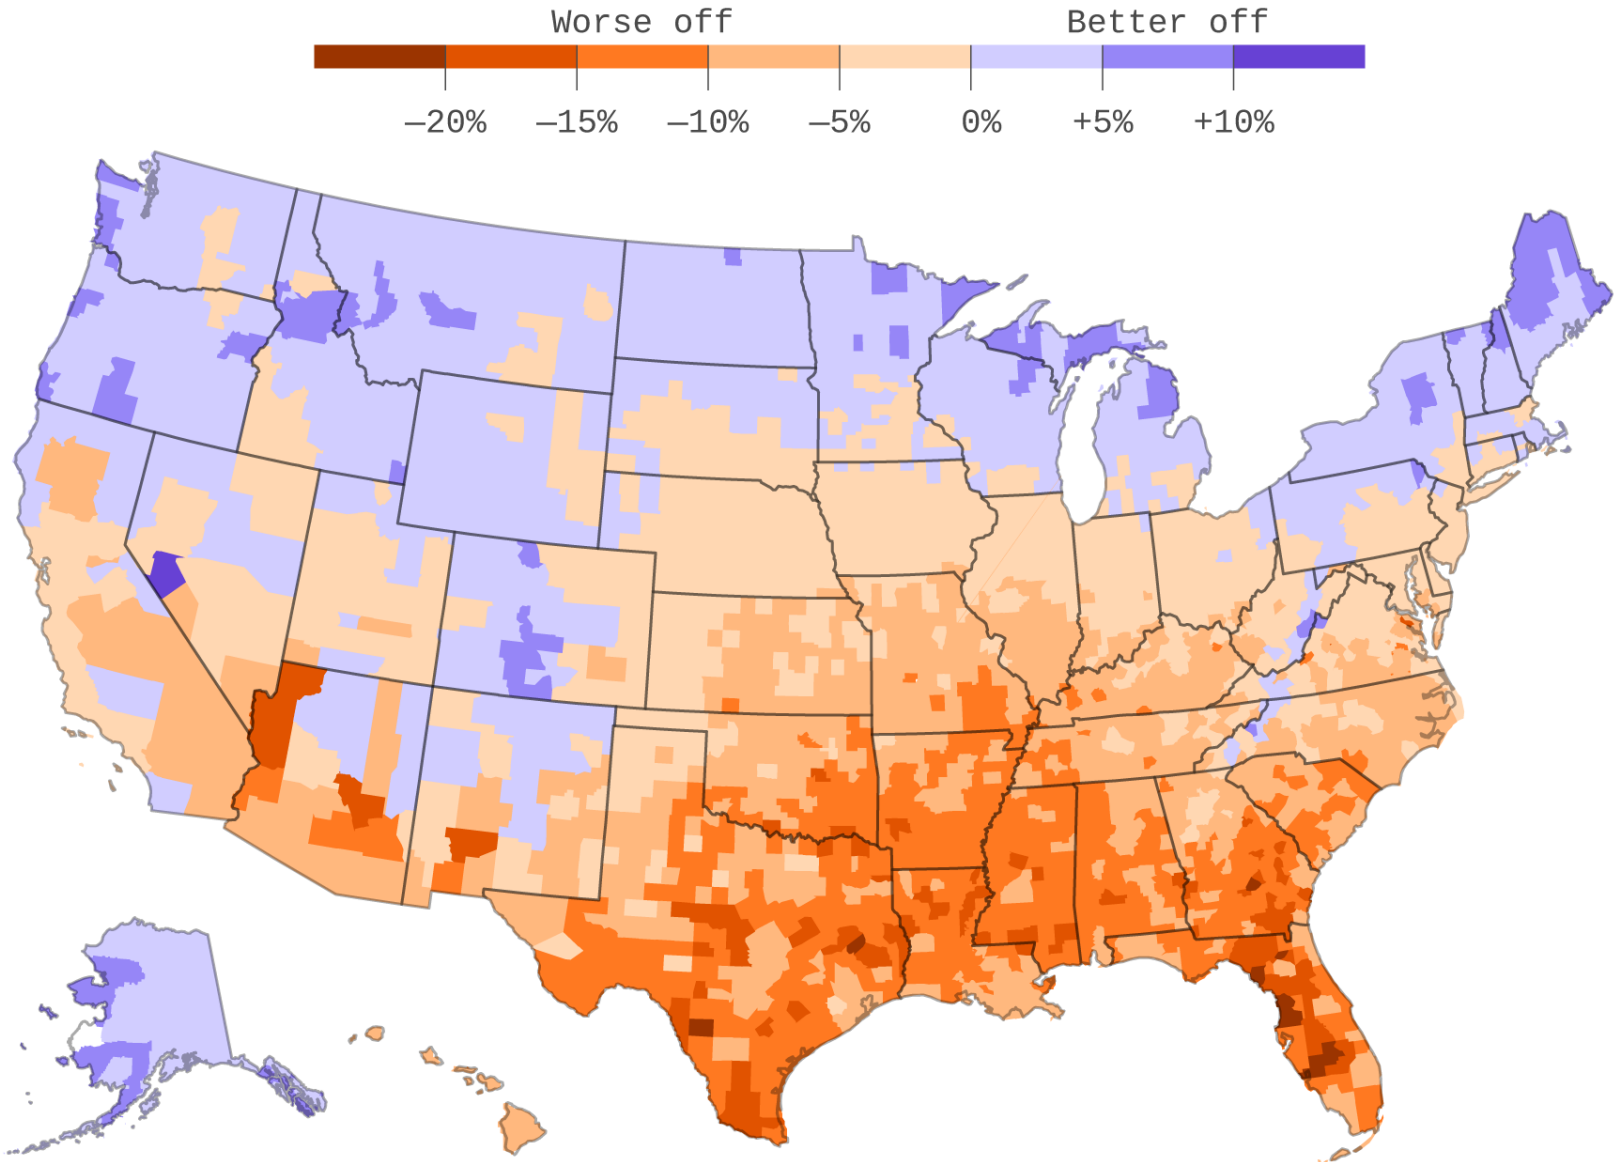 Worse off Better off
—20% —15% —10% —5% 0% +5% +10%